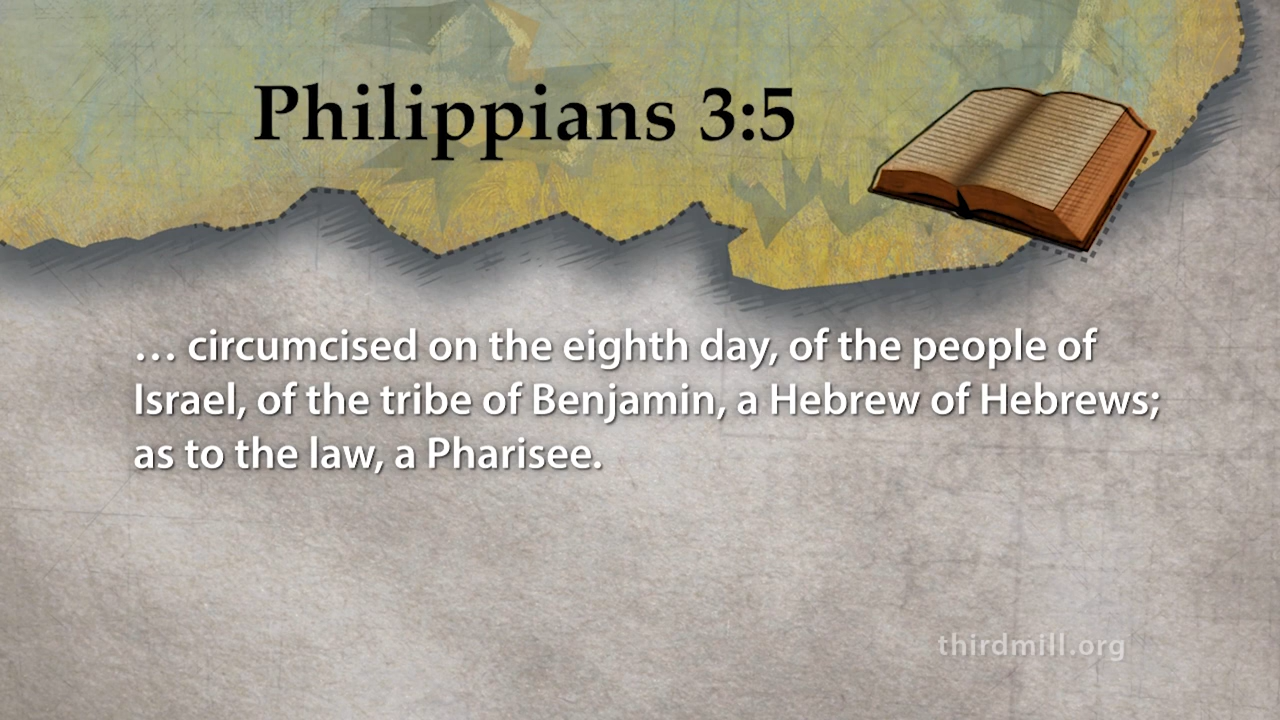 Philippians 3:5
… circumcised on the eighth day, of the people of
Israel, of the tribe of Benjamin, a Hebrew of Hebrews;
as to the law, a Pharisee.
thirdmill.org